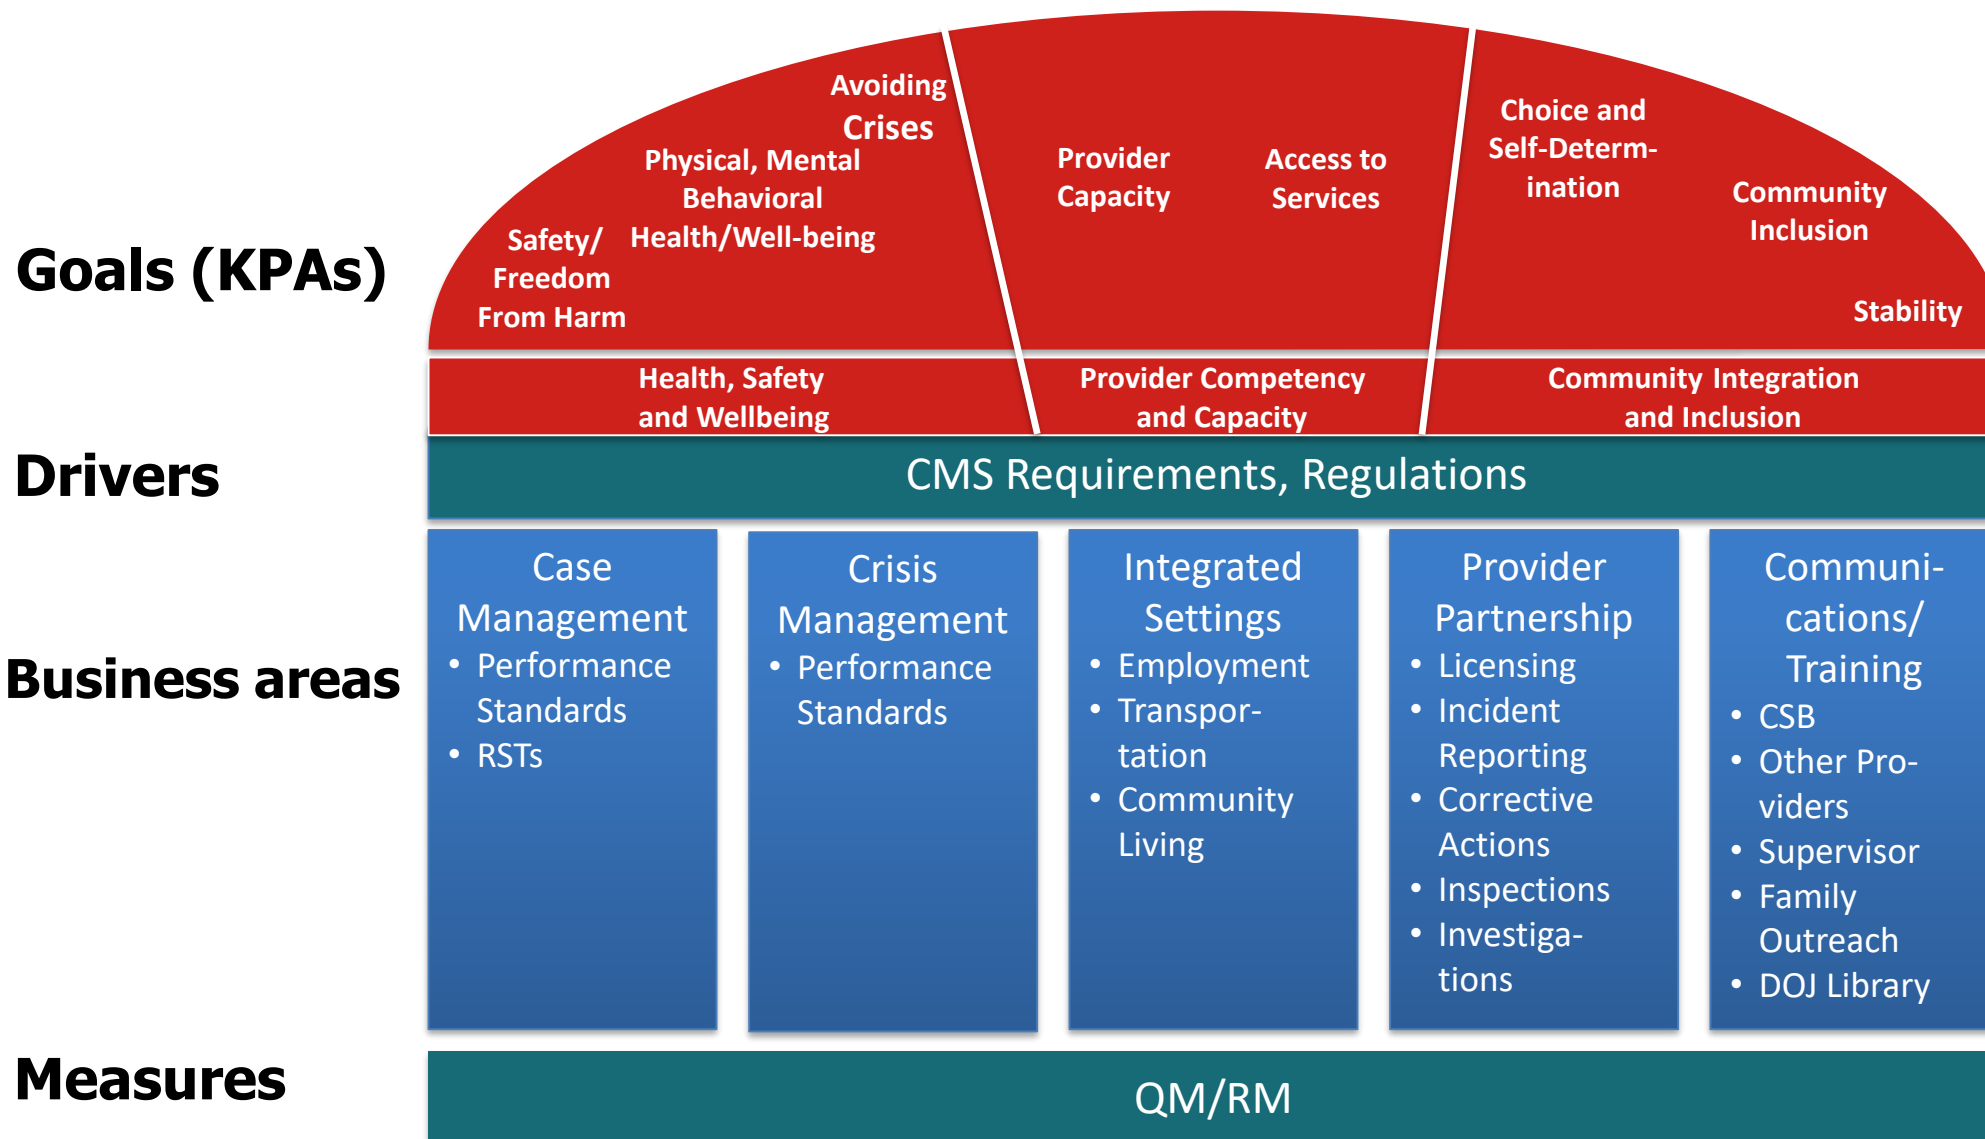 Goals (KPAs)
Avoiding
Crises
Physical, Mental
Behavioral
Health/Well-being
Safety/
Freedom
From Harm
Provider
Capacity
Access to
Services
Choice and
Self-Determ-
ination
Community
Inclusion
Stability
Health, Safety
and Wellbeing
Provider Competency
and Capacity
Community Integration
and Inclusion
Drivers
CMS Requirements, Regulations
Business areas
Case
Management
• Performance
Standards
• RSTs
Crisis
Management
• Performance
Standards
Integrated
Settings
• Employment
• Transpor-
tation
• Community
Living
Provider
Partnership
• Licensing
• Incident
Reporting
• Corrective
Actions
• Inspections
• Investiga-
tions
Communi-
cations/
Training
• CSB
• Other Pro-
viders
• Supervisor
• Family
Outreach
• DOJ Library
Measures
QM/RM